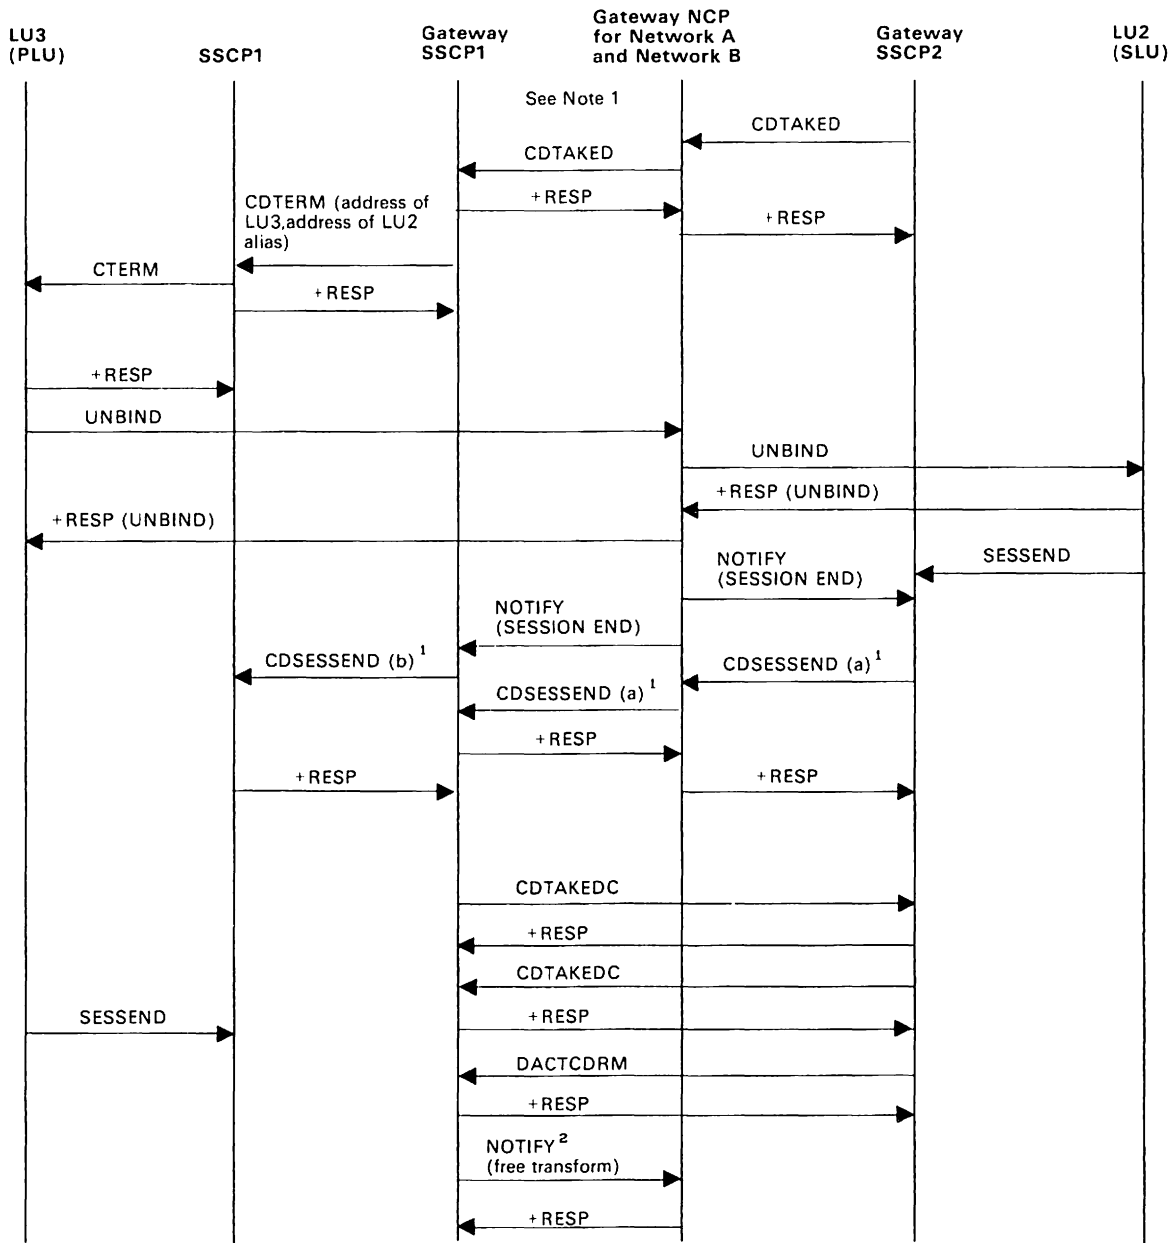 LU3
(PLU)
SSCP1
Gateway
SSCP1
Gateway NCP
for Network A
and Network B
Gateway
SSCP2
LU2
(SLU)
See Note 1
CDTAKED
CDTAKED
+RESP
+RESP
CDTERM (address of
LU3,address of LU2
alias)
CTERM
+RESP
+RESP
UNBIND
UNBIND
+RESP (UNBIND)
+RESP (UNBIND)
SESSEND
NOTIFY
(SESSION END)
NOTIFY
(SESSION END)
CDSESSEND (b) 1
CDSESSEND (a) 1
CDSESSEND (a) 1
+RESP
+RESP
+RESP
CDTAKEDC
+RESP
CDTAKEDC
SESSEND
+RESP
DACTCDRM
+RESP
NOTIFY 2
(free transform)
+RESP